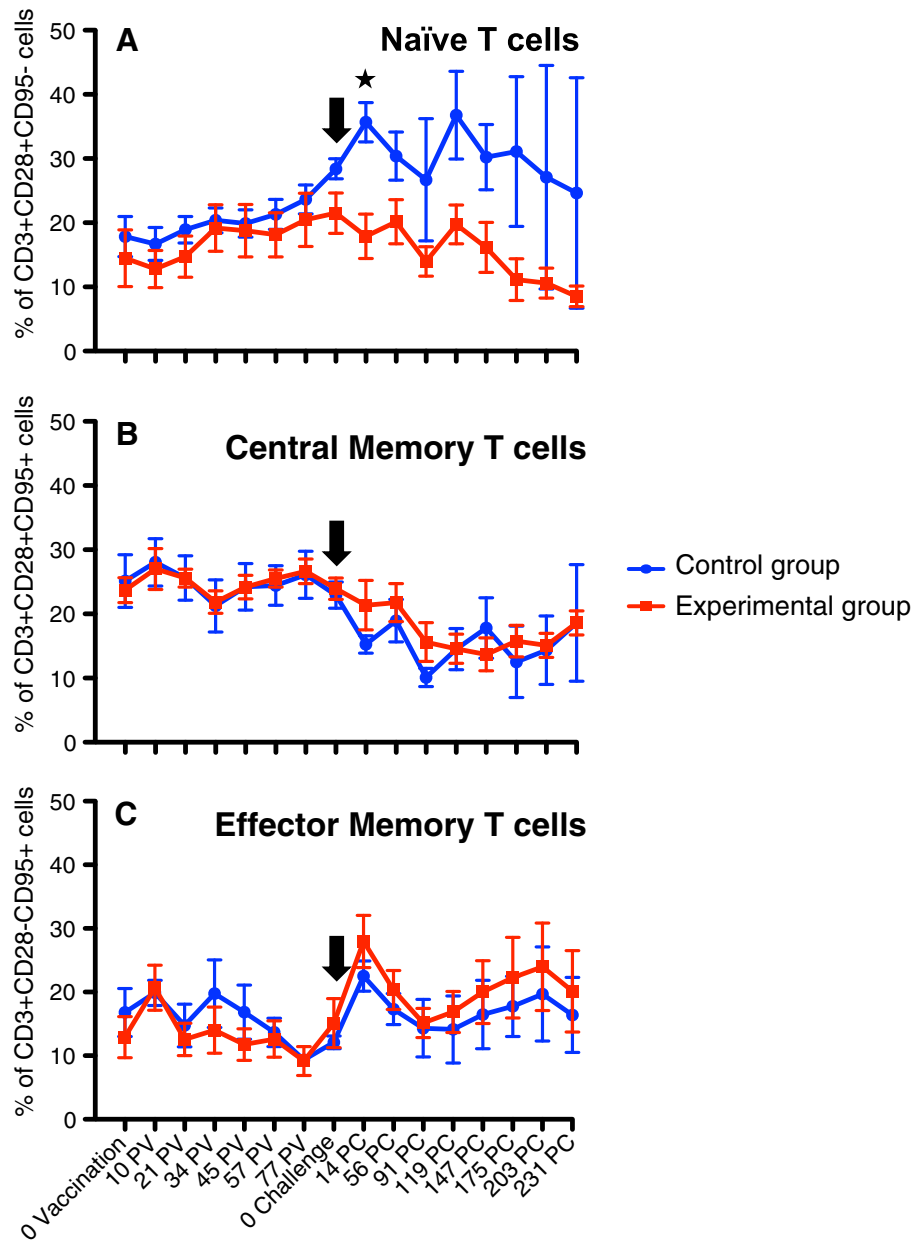 A
Naïve T cells
% of CD3+CD28+CD95- cells
50
40
30
20
10
0
B
Central Memory T cells
% of CD3+CD28+CD95+ cells
50
40
30
20
10
0
Control group
Experimental group
C
Effector Memory T cells
% of CD3+CD28-CD95+ cells
50
40
30
20
10
0
0 Vaccination
10 PV
21 PV
34 PV
45 PV
57 PV
77 PV
0 Challenge
14 PC
56 PC
91 PC
119 PC
147 PC
175 PC
203 PC
231 PC